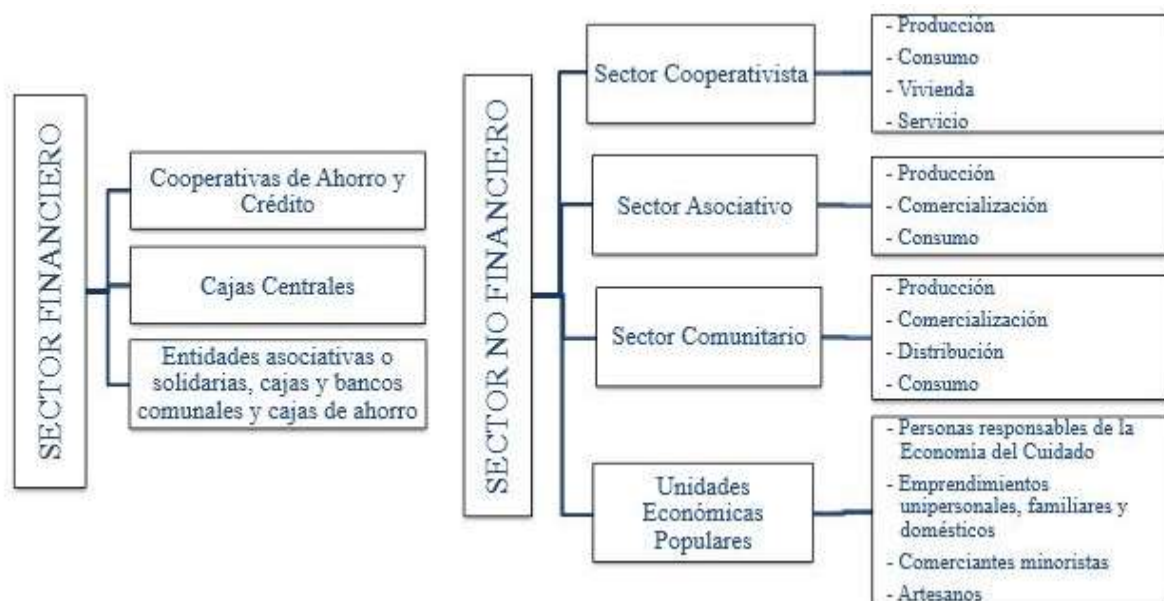 SECTOR FINANCIERO
Cooperativas de Ahorro y
Crédito
Cajas Centrales
Entidades asociativas o
solidarias, cajas y bancos
comunales y cajas de ahorro
SECTOR NO FINANCIERO
Sector Cooperativista
- Producción
- Consumo
- Vivienda
- Servicio
Sector Asociativo
- Producción
- Comercialización
- Consumo
Sector Comunitario
- Producción
- Comercialización
- Distribución
- Consumo
Unidades
Económicas
Populares
- Personas responsables de la
Economía del Cuidado
- Emprendimientos
unipersonales, familiares y
domésticos
- Comerciantes minoristas
- Artesanos